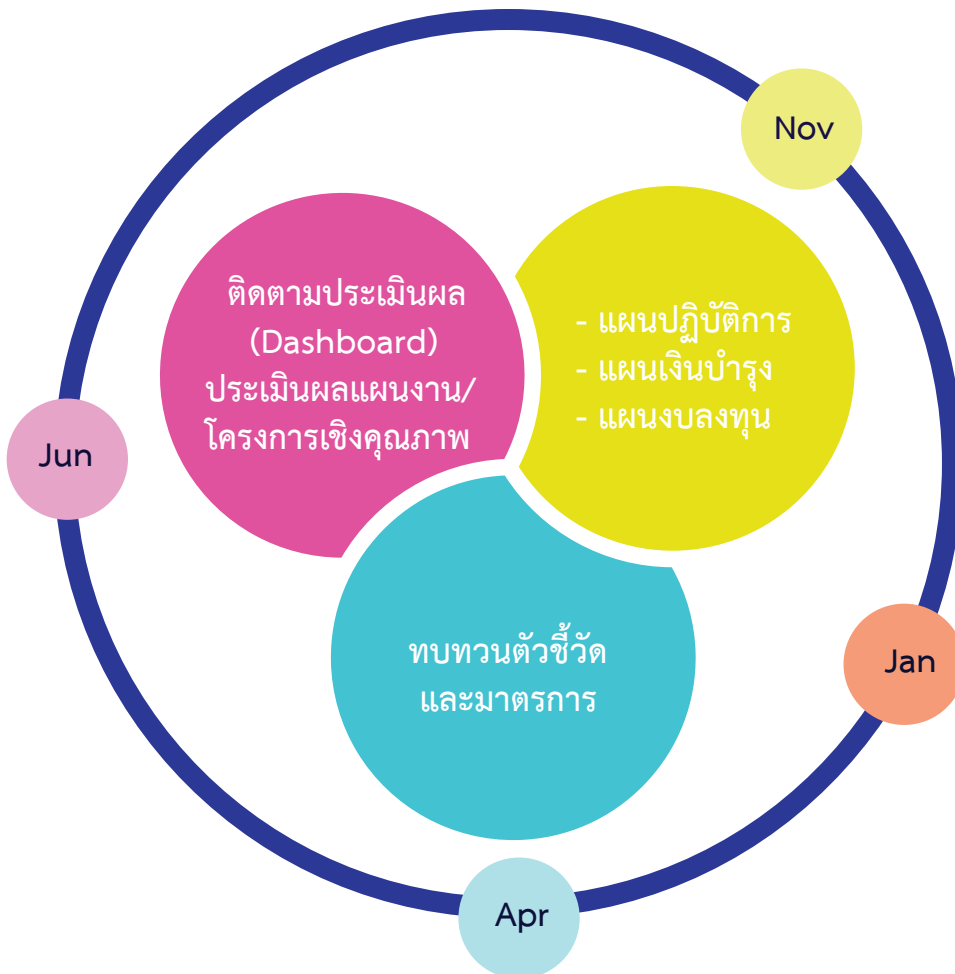 Nov
ติดตามประเมินผล
(Dashboard)
ประเมินผลแผนงาน/
โครงการเชิงคุณภาพ
- แผนปฏิบัติการ
- แผนเงินบำรุง
- แผนงบลงทุน
Jun
ทบทวนตัวชี้วัด
และมาตรการ
Jan
Apr